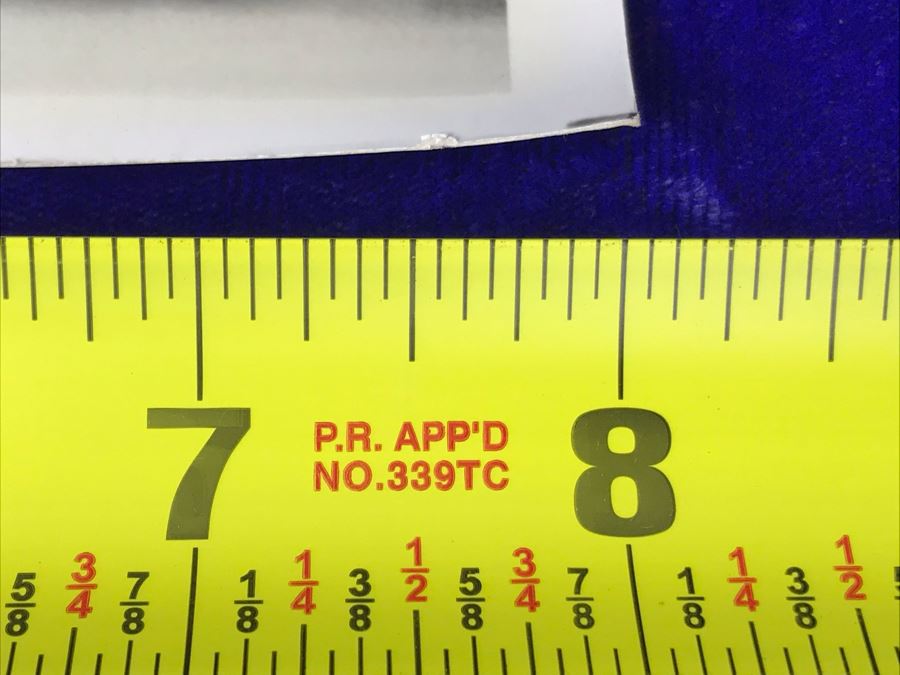 7 P.R. APP'D 8
NO.339TC
5/8 3/4 7/8 1/8 1/4 3/8 1/2 5/8 3/4 7/8 1/8 1/4 3/8 1/2